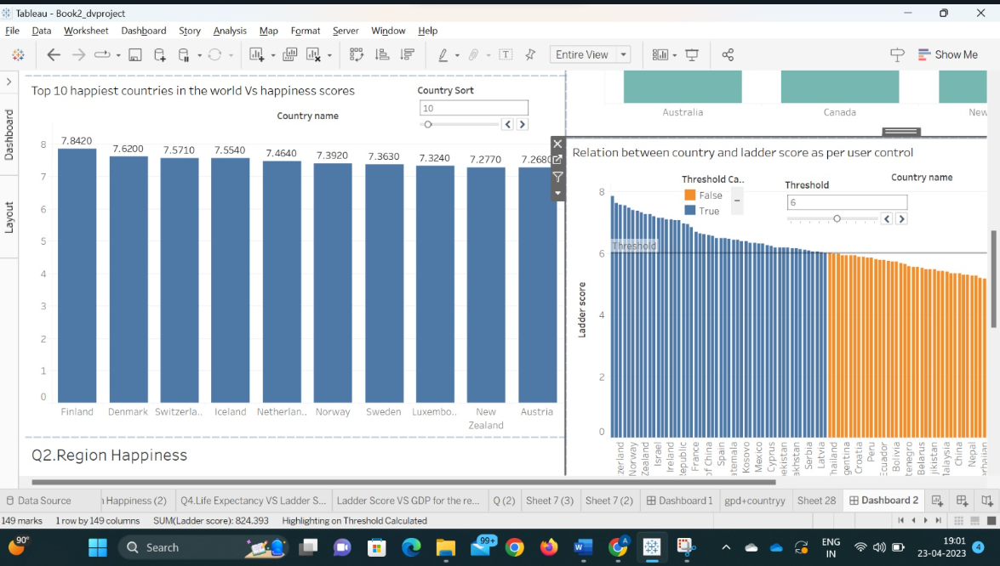 Tableau - Book2_dvproject
File Data Worksheet Dashboard Story Analysis Map Format Server Window Help
Entire View
Show Me
Dashboard
Layout
Top 10 happiest countries in the world Vs happiness scores
Country Sort
10
Country name
8
7
6
5
4
3
2
1
0
7.8420 7.6200 7.5710 7.5540 7.4640 7.3920 7.3630 7.3240 7.2770 7.2680
Finland Denmark Switzerla.. Iceland Netherlan.. Norway Sweden Luxembo.. New Zealand Austria
Q2.Region Happiness
Australia Canada New
Relation between country and ladder score as per user control
Threshold Ca..
False
True
Threshold
6
Country name
Threshold
Ladder score
8
6
4
2
0
zerland
Norway
Zealand
Israel
Ireland
Republic
France
of China
Spain
atemala
Kosovo
Mexico
Cyprus
ekistan
akhstan
Serbia
Latvia
Thailand
gentina
Croatia
Peru
Ecuador
Bolivia
tenegro
Belarus
jikistan
Malaysia
China
Nepal
Data Source
Happiness (2)
Q4.Life Expectancy VS Ladder S...
Ladder Score VS GDP for the re...
Q (2)
Sheet 7 (3)
Sheet 7 (2)
Dashboard 1
gpd+countryy
Sheet 28
Dashboard 2
149 marks 1 row by 149 columns SUM(Ladder score): 824.393 Highlighting on Threshold Calculated
90°
Search
99+
A
ENG
IN
19:01
23-04-2023
4